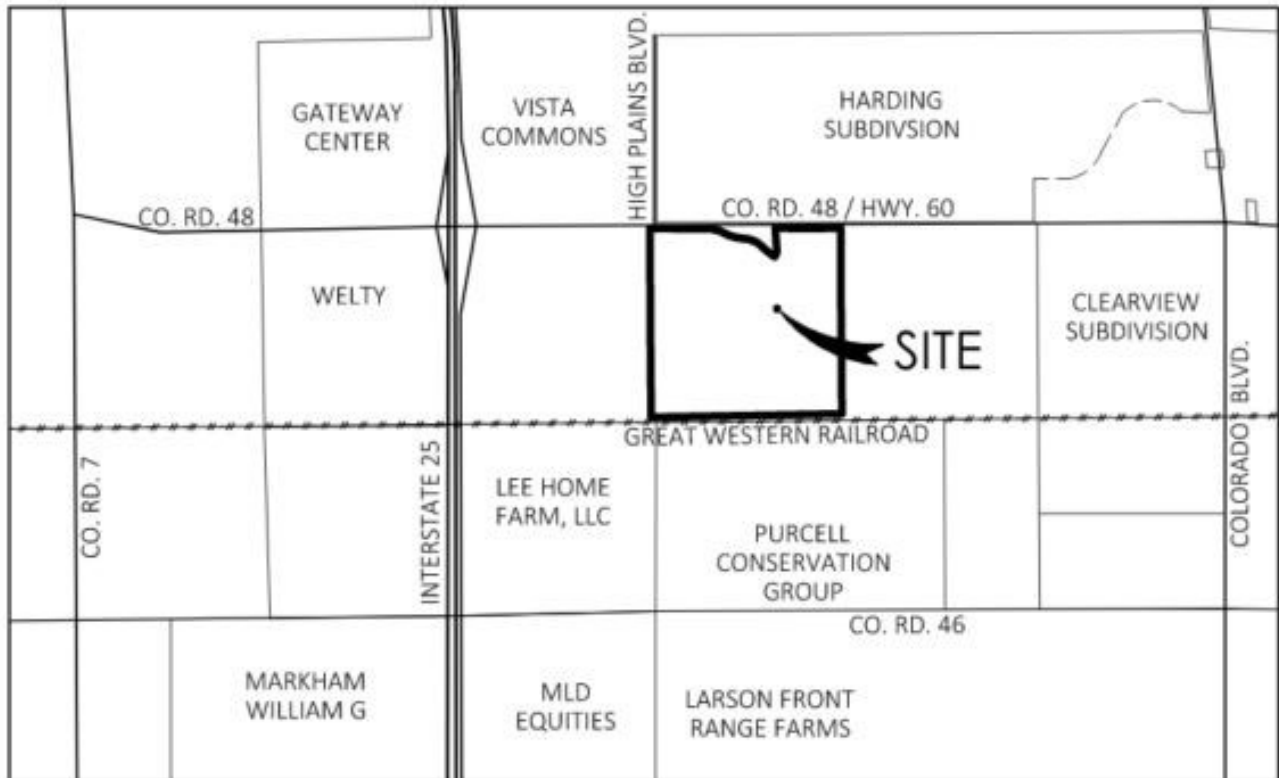 GATEWAY
CENTER
VISTA
COMMONS
HIGH PLAINS BLVD.
HARDING
SUBDIVSION
CO. RD. 48
CO. RD. 48 / HWY. 60
WELTY
SITE
CLEARVIEW
SUBDIVISION
GREAT WESTERN RAILROAD
CO. RD. 7
INTERSTATE 25
LEE HOME
FARM, LLC
PURCELL
CONSERVATION
GROUP
COLORADO BLVD.
CO. RD. 46
MARKHAM
WILLIAM G
MLD
EQUITIES
LARSON FRONT
RANGE FARMS